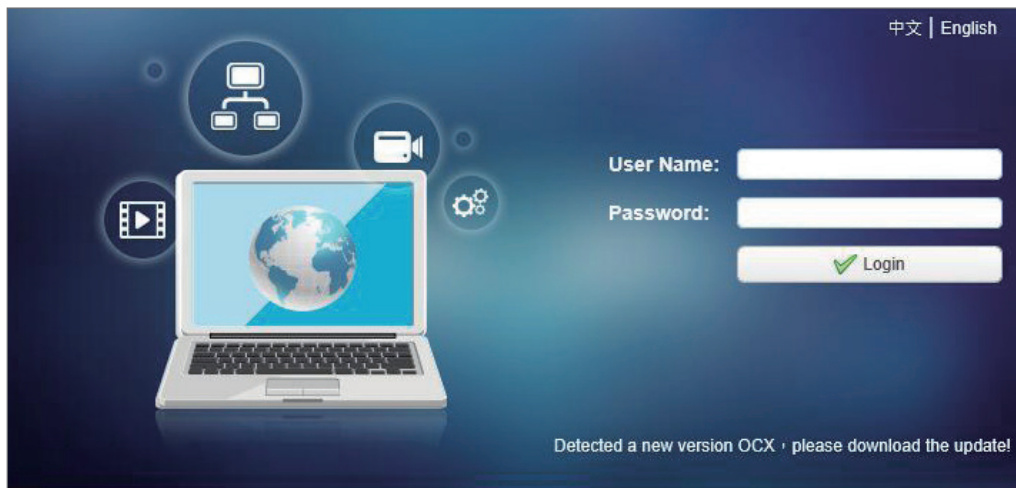 中文 | English
User Name:
Password:
Login
Detected a new version OCX，please download the update!